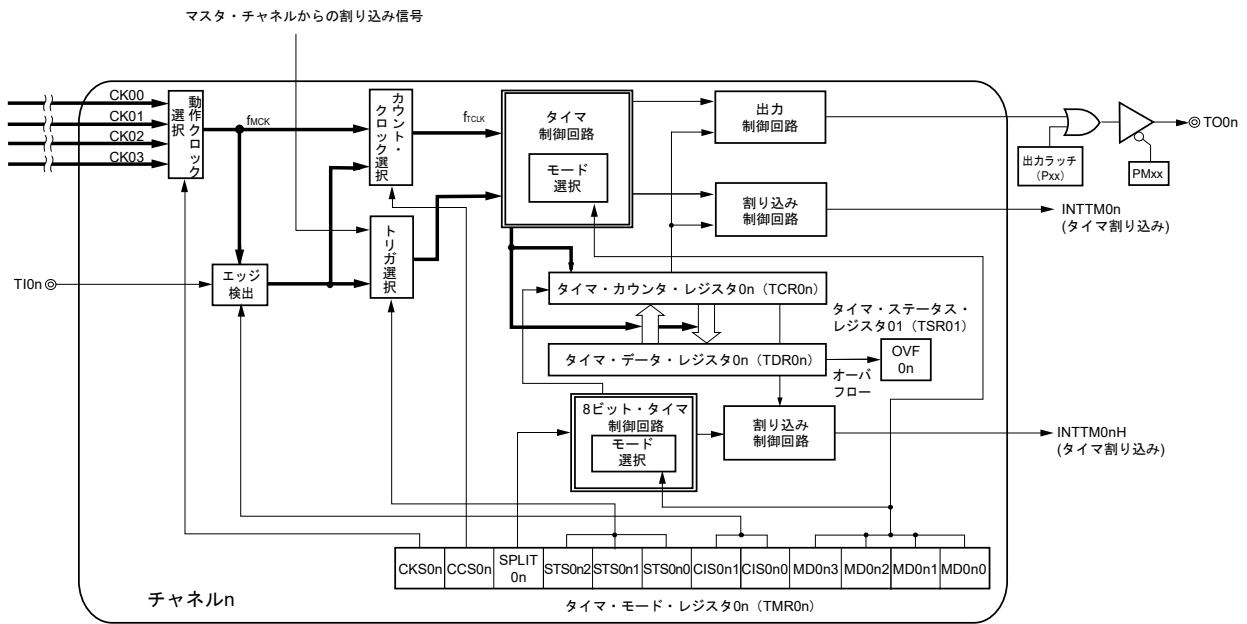 マスタ・チャネルからの割り込み信号
CK00
CK01
CK02
CK03
動作クロック
選択
fMCK
カウント・
クロック選択
fTCLK
タイマ
制御回路
モード
選択
出力
制御回路
出力ラッチ
(Pxx)
PMxx
TO0n
割り込み
制御回路
INTTM0n
(タイマ割り込み)
トリガ選択
TI0n
エッジ
検出
タイマ・カウンタ・レジスタ0n（TCR0n）
タイマ・ステータス・
レジスタ01（TSR01）
タイマ・データ・レジスタ0n（TDR0n）
OVF
0n
オーバ
フロー
8ビット・タイマ
制御回路
モード
選択
割り込み
制御回路
INTTM0nH
(タイマ割り込み)
CKS0n
CCS0n
SPLIT
0n
STS0n2
STS0n1
STS0n0
CIS0n1
CIS0n0
MD0n3
MD0n2
MD0n1
MD0n0
チャネルn
タイマ・モード・レジスタ0n（TMR0n）